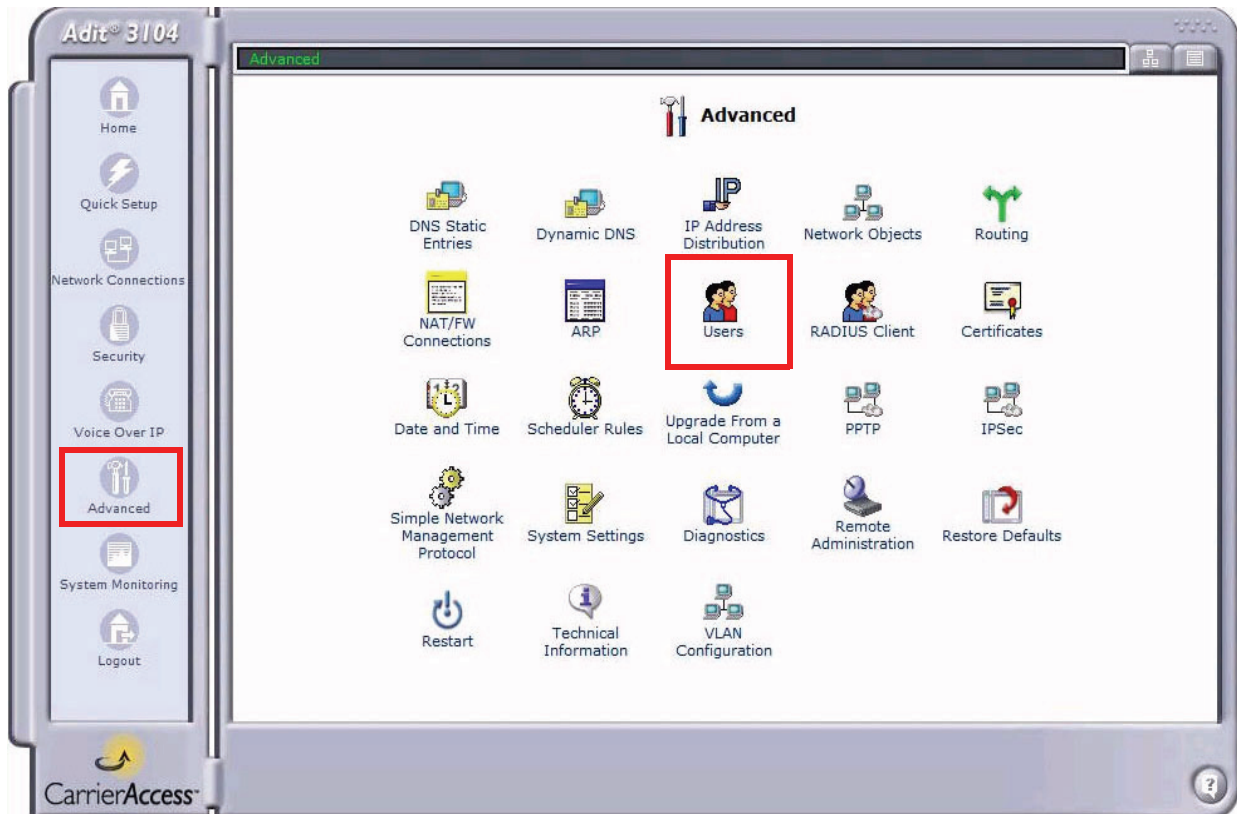 Adit® 3104
Advanced
Home
Quick Setup
Network Connections
Security
Voice Over IP
Advanced
System Monitoring
Logout
CarrierAccess
Advanced
DNS Static
Entries
Dynamic DNS
IP Address
Distribution
Network Objects
Routing
NAT/FW
Connections
ARP
Users
RADIUS Client
Certificates
Date and Time
Scheduler Rules
Upgrade From a
Local Computer
PPTP
IPSec
Simple Network
Management
Protocol
System Settings
Diagnostics
Remote
Administration
Restore Defaults
Restart
Technical
Information
VLAN
Configuration
?